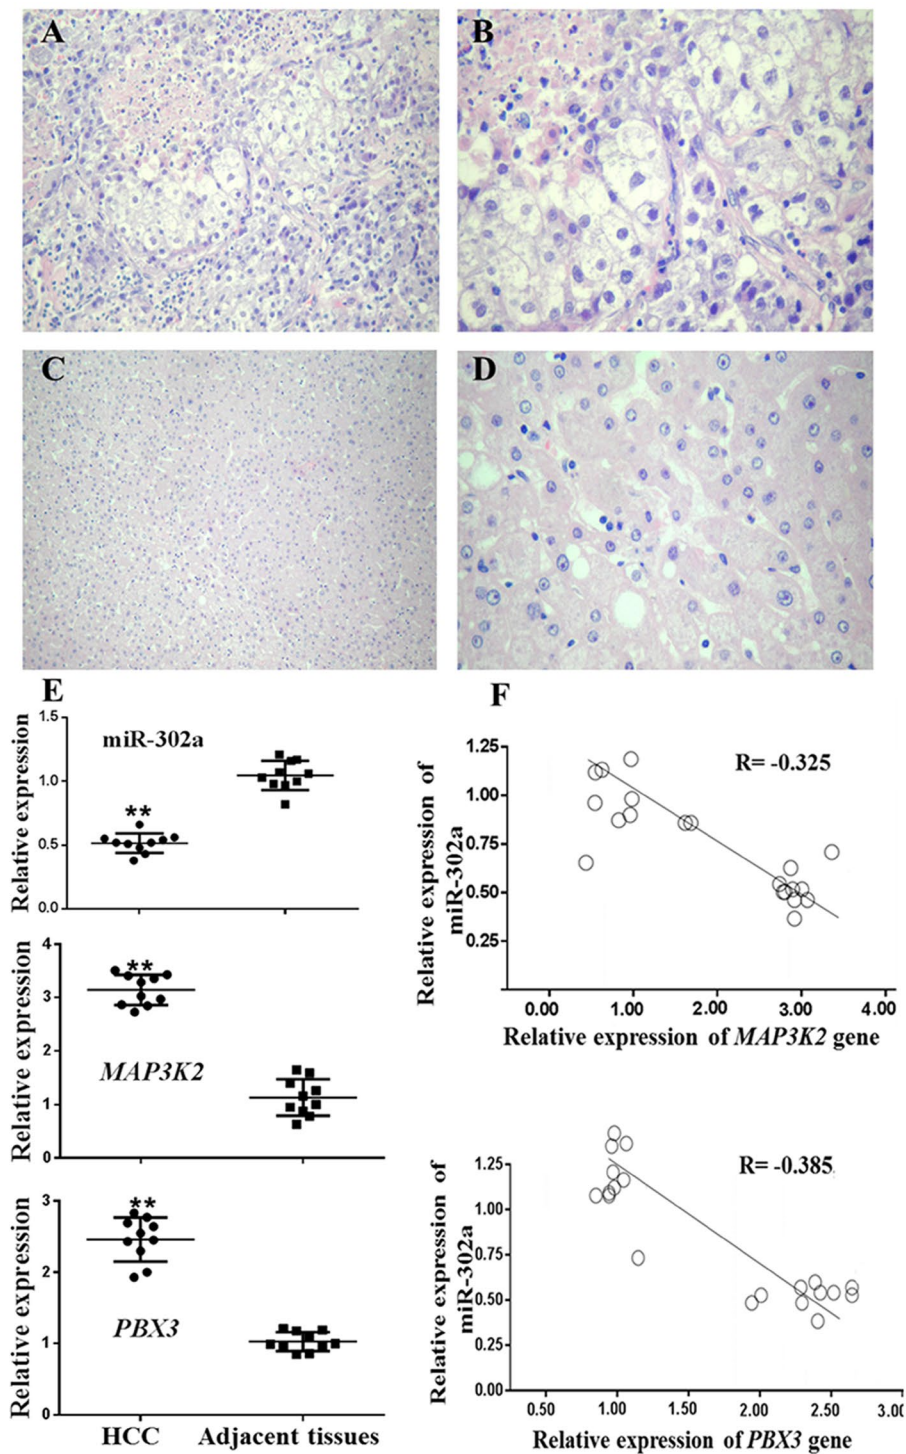 A
B
C
D
E
F
miR-302a
**
Relative expression
1.5
1.0
0.5
0.0
**
MAP3K2
Relative expression
4
3
2
1
0
**
PBX3
Relative expression
3
2
1
0
HCC
Adjacent tissues
R= -0.325
Relative expression of
miR-302a
1.25
1.00
0.75
0.50
0.25
0.00
1.00
2.00
3.00
4.00
Relative expression of MAP3K2 gene
R= -0.385
Relative expression of
miR-302a
1.25
1.00
0.75
0.50
0.25
0.00
0.50
1.00
1.50
2.00
2.50
3.00
Relative expression of PBX3 gene